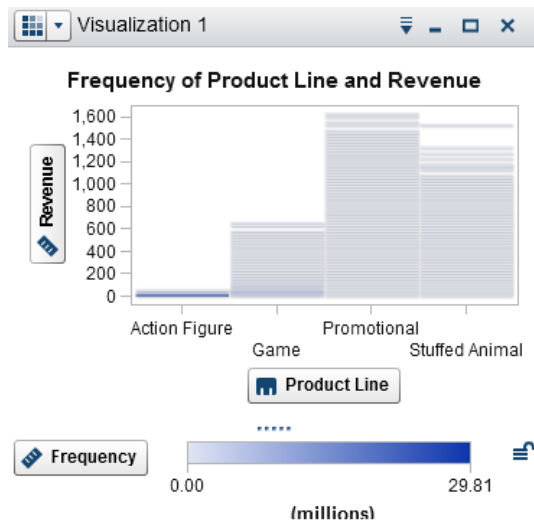 Visualization 1
Frequency of Product Line and Revenue
1,600
1,400
1,200
1,000
800
600
400
200
0
Revenue
Action Figure
Game
Promotional
Stuffed Animal
Product Line
Frequency
0.00
29.81
(millions)